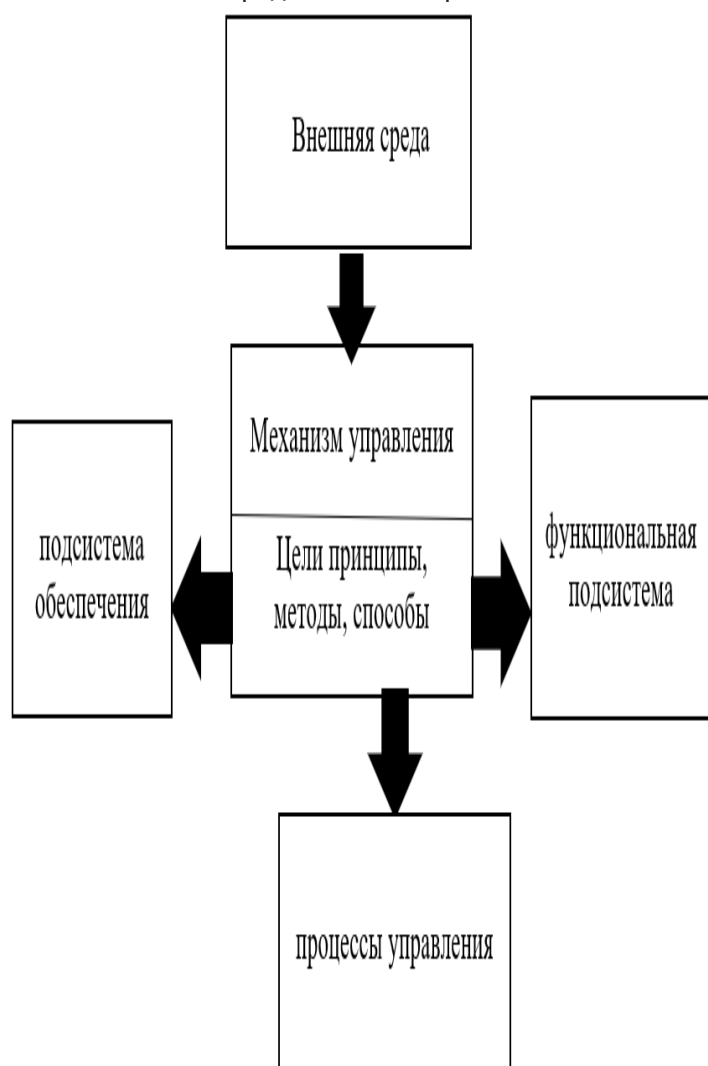 Внешняя среда
Механизм управления
Цели принципы,
методы, способы
подсистема
обеспечения
функциональная
подсистема
процессы управления